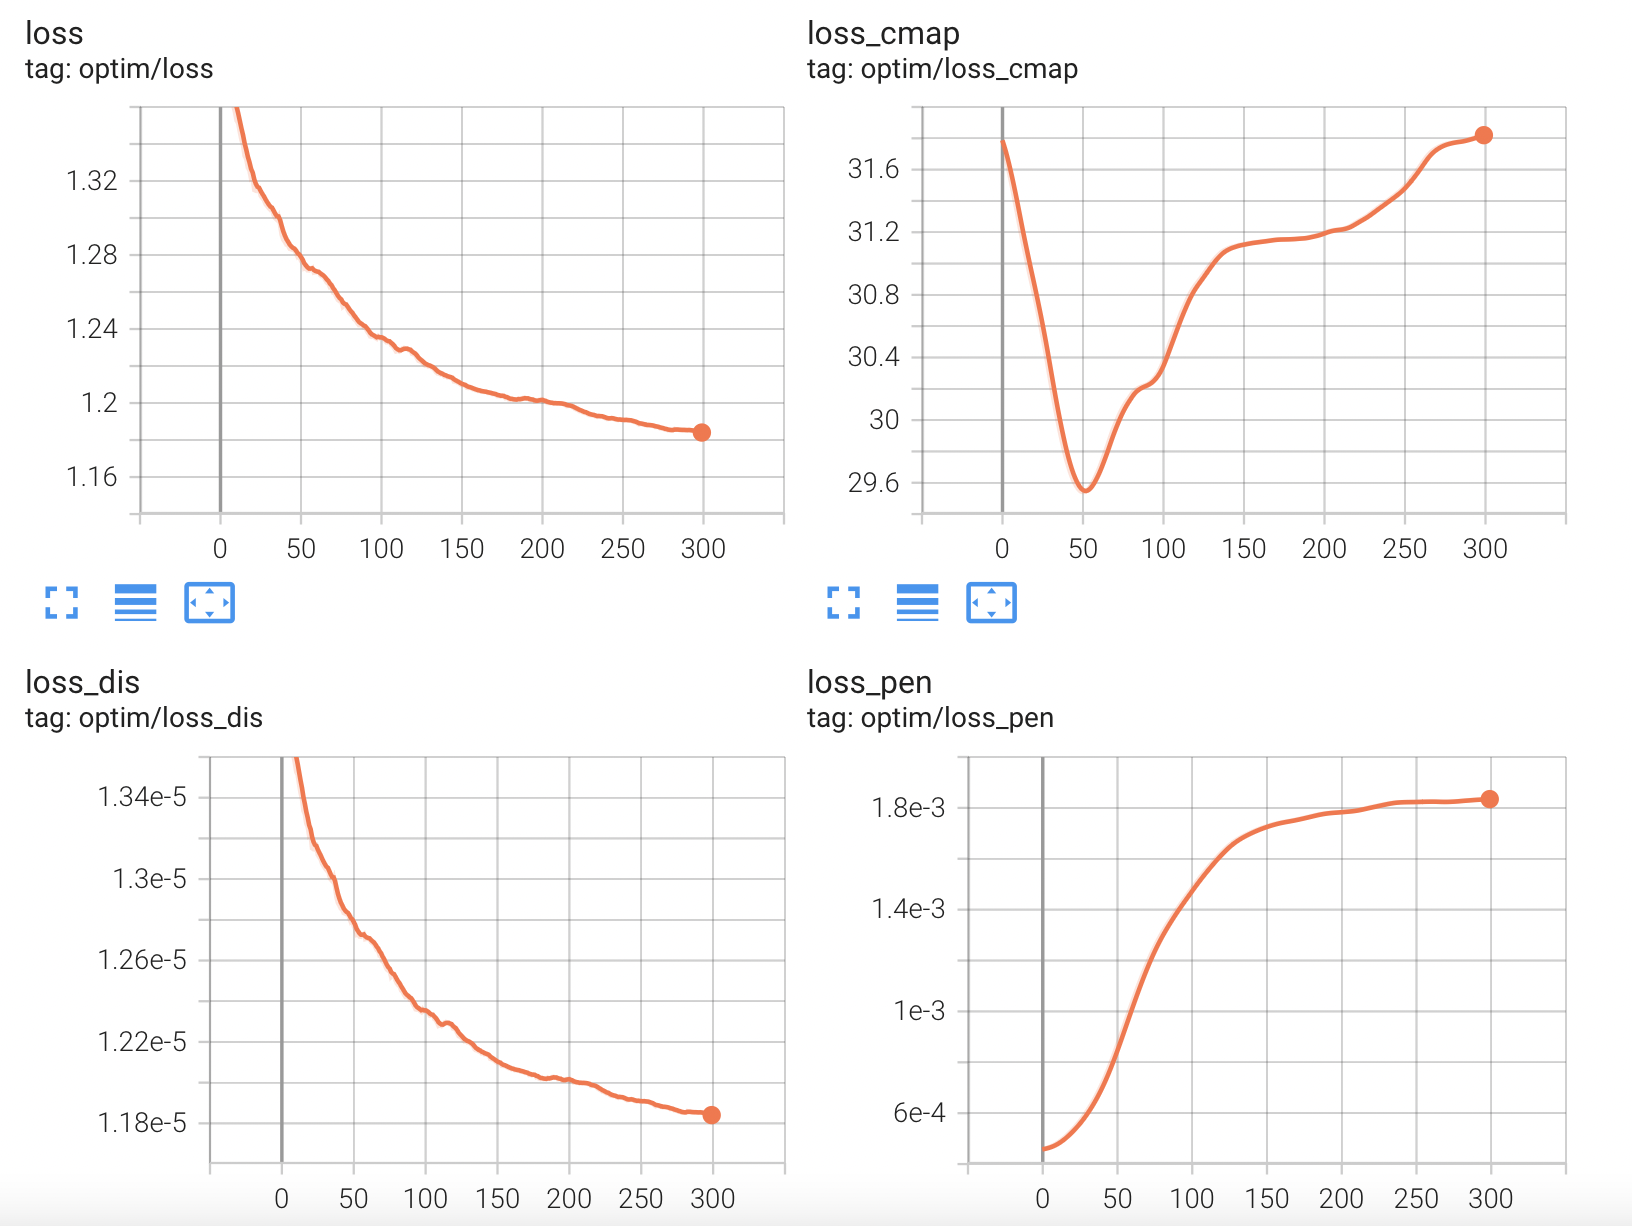 loss
tag: optim/loss
1.32
1.28
1.24
1.2
1.16
0 50 100 150 200 250 300
loss_cmap
tag: optim/loss_cmap
31.6
31.2
30.8
30.4
30
29.6
0 50 100 150 200 250 300
loss_dis
tag: optim/loss_dis
1.34e-5
1.3e-5
1.26e-5
1.22e-5
1.18e-5
0 50 100 150 200 250 300
loss_pen
tag: optim/loss_pen
1.8e-3
1.4e-3
1e-3
6e-4
0 50 100 150 200 250 300